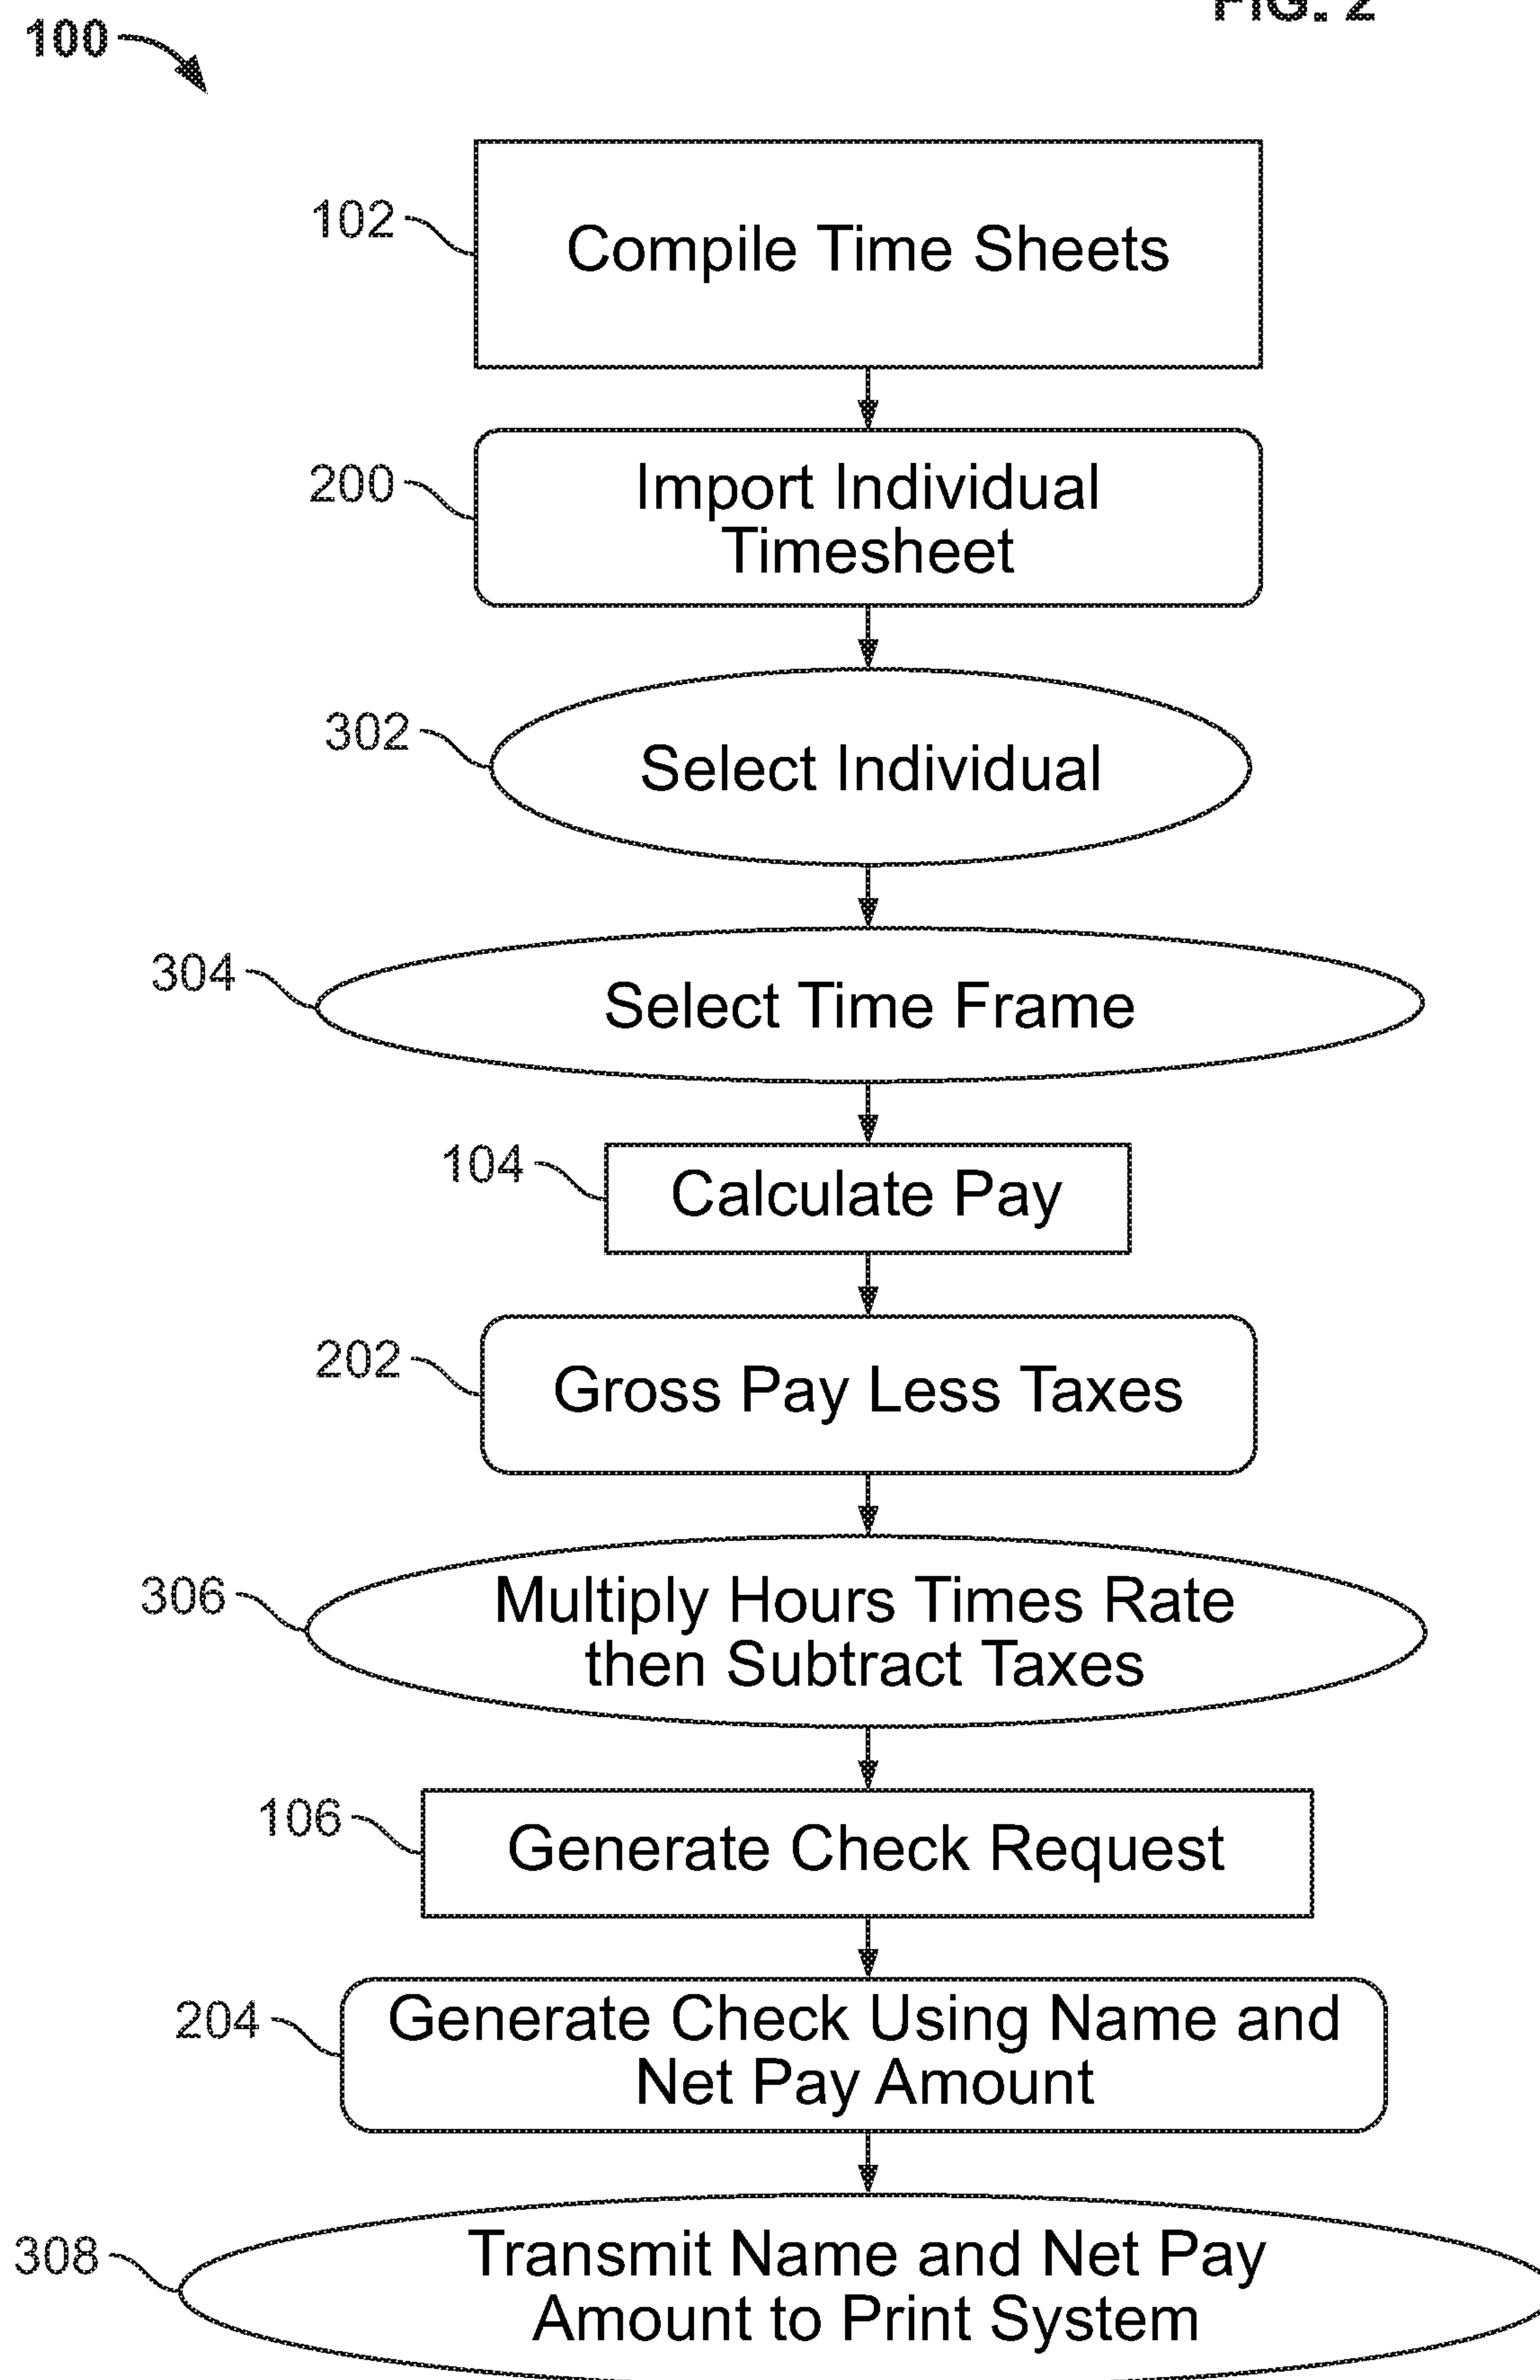 FIG. 2
100
102
Compile Time Sheets
200
Import Individual
Timesheet
302
Select Individual
304
Select Time Frame
104
Calculate Pay
202
Gross Pay Less Taxes
306
Multiply Hours Times Rate
then Subtract Taxes
106
Generate Check Request
204
Generate Check Using Name and
Net Pay Amount
308
Transmit Name and Net Pay
Amount to Print System